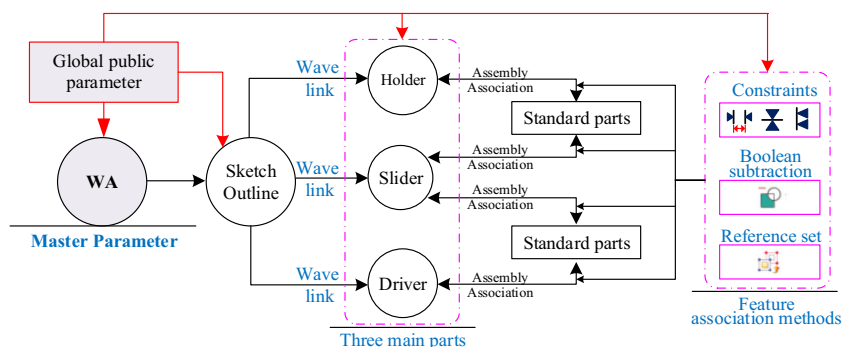 Global public
parameter
WA
Master Parameter
Sketch
Outline
Wave
link
Wave
link
Wave
link
Holder
Slider
Driver
Three main parts
Assembly
Association
Assembly
Association
Assembly
Association
Assembly
Association
Standard parts
Standard parts
Constraints
Boolean
subtraction
Reference set
Feature
association methods